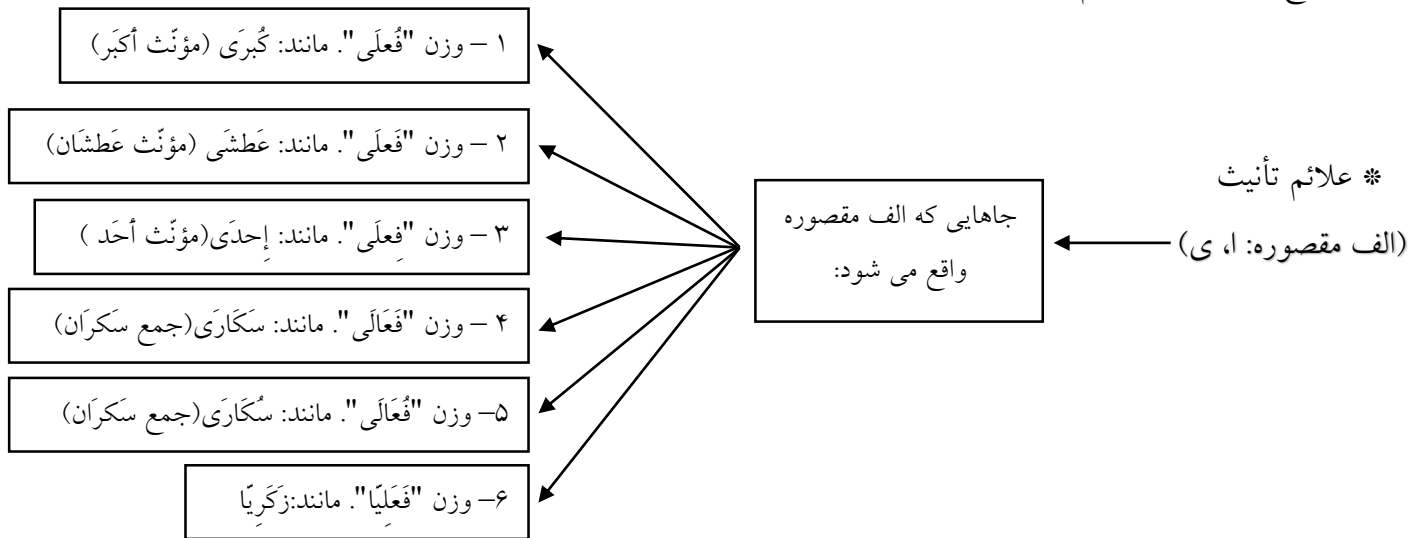 * علائم تأنیث
(الف مقصوره: ا، ی)
جاهایی که الف مقصوره
واقع می شود:
۱ – وزن "فُعلَی". مانند: کُبرَی (مؤنّث أکبَر)
۲ – وزن "فَعلَی". مانند: عَطشَی (مؤنّث عَطشَان)
۳ – وزن "فِعلَی". مانند: إحدَی(مؤنّث أحَد )
۴ – وزن "فَعَالَی". مانند: سَکَارَی(جمع سَکرَان)
۵– وزن "فُعَالَی". مانند: سُکَارَی(جمع سَکرَان)
۶– وزن "فَعَلِیّا". مانند:زَکَرِیّا